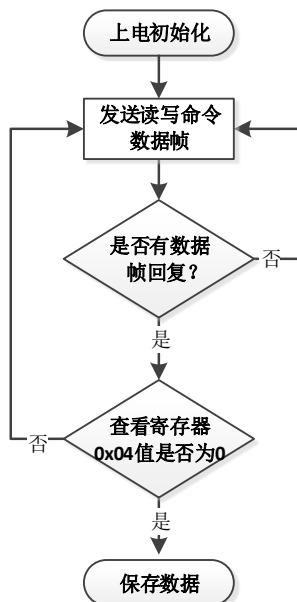 上电初始化
发送读写命令
数据帧
是否有数据
帧回复？
否
是
查看寄存器
0x04值是否为0
否
是
保存数据